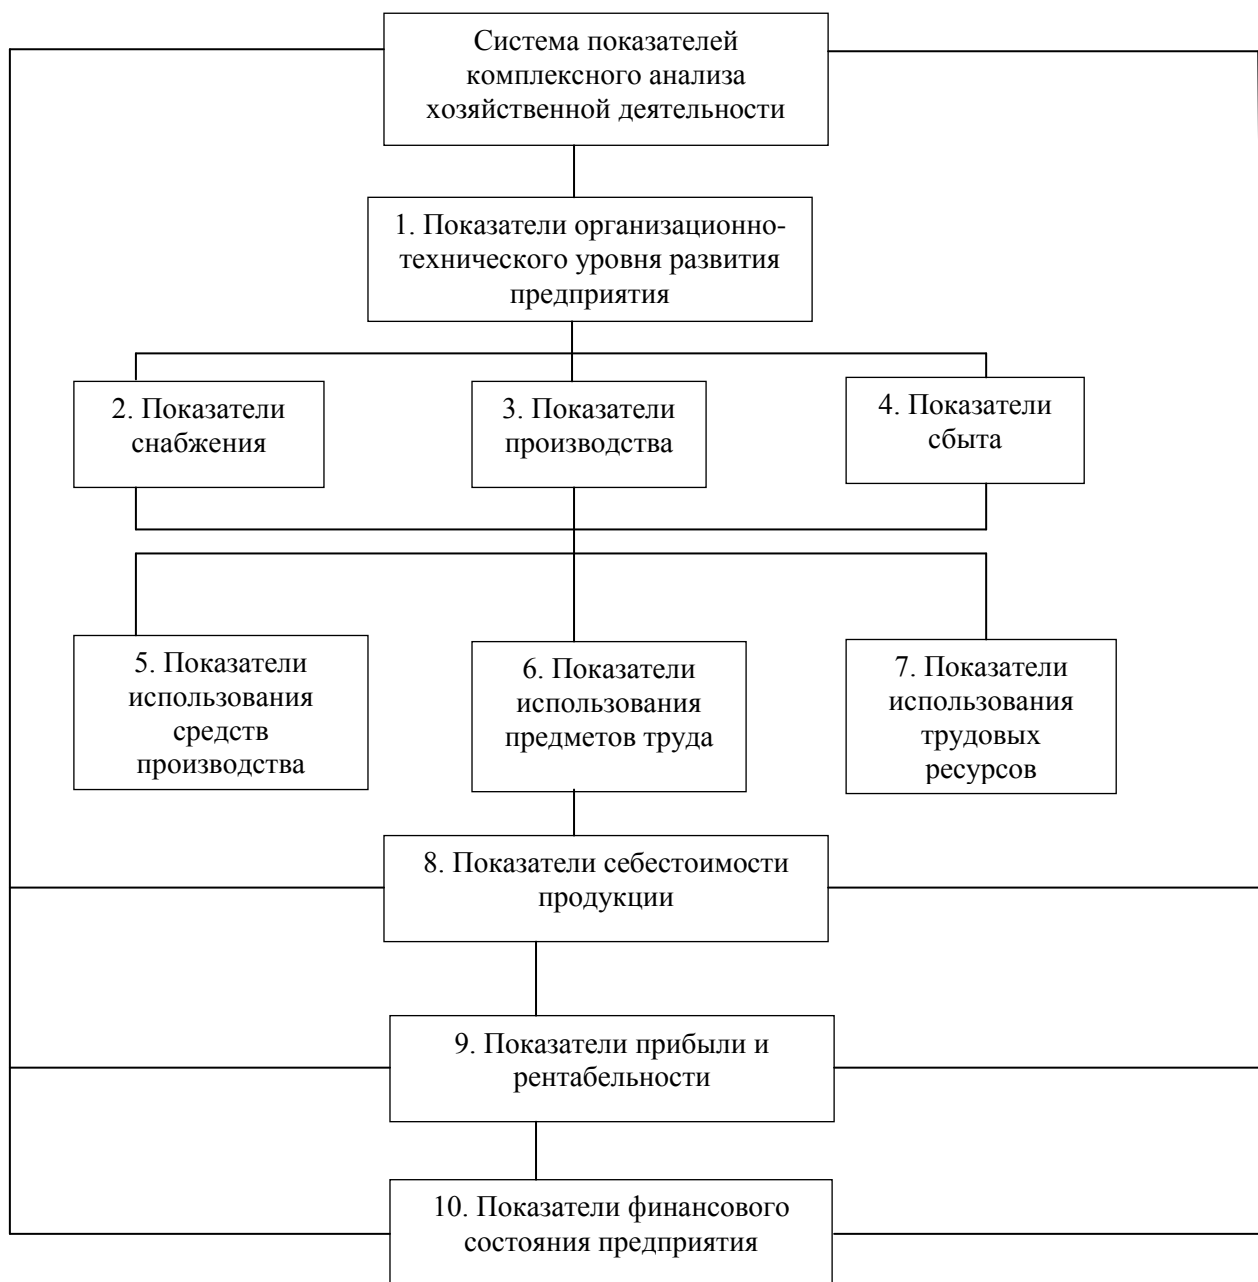 Система показателей
комплексного анализа
хозяйственной деятельности
1. Показатели организационно-
технического уровня развития
предприятия
2. Показатели
снабжения
3. Показатели
производства
4. Показатели
сбыта
5. Показатели
использования
средств
производства
6. Показатели
использования
предметов труда
7. Показатели
использования
трудовых
ресурсов
8. Показатели себестоимости
продукции
9. Показатели прибыли и
рентабельности
10. Показатели финансового
состояния предприятия